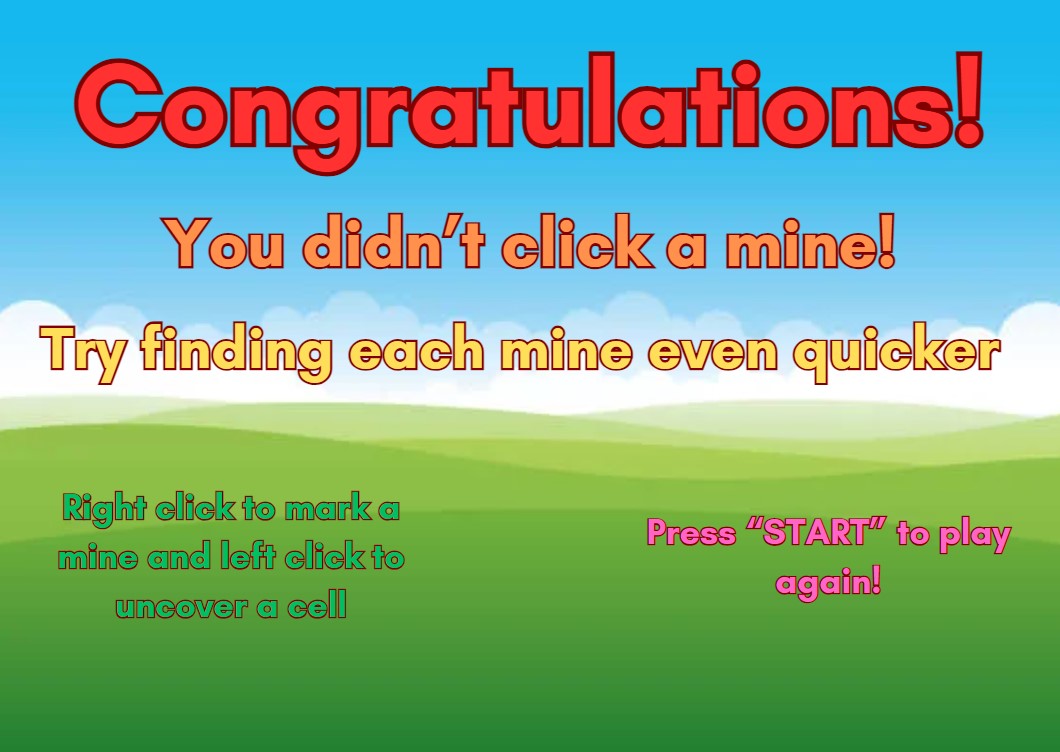 Congratulations!
You didn’t click a mine!
Try finding each mine even quicker
Right click to mark a
mine and left click to
uncover a cell
Press “START” to play
again!